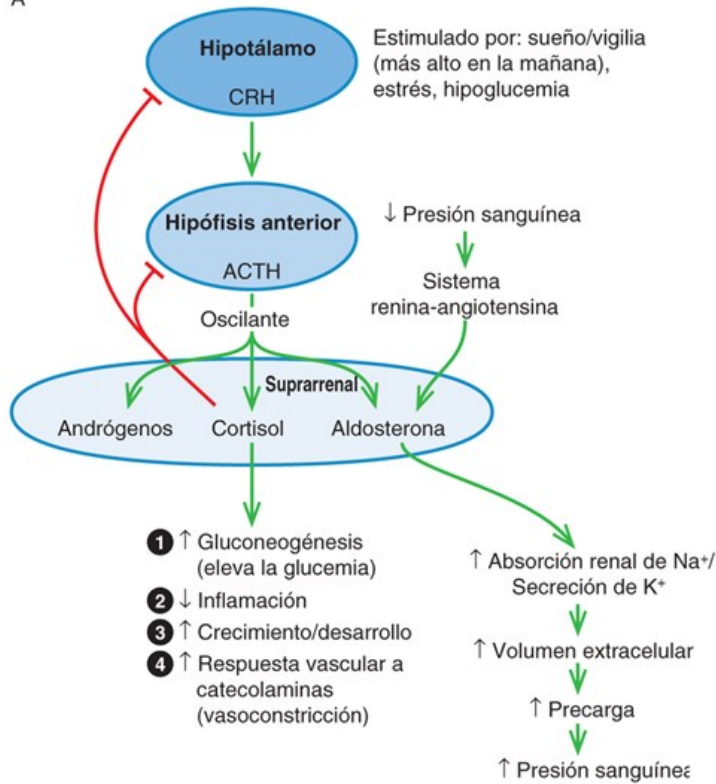 A
Hipotálamo
CRH
Estimulado por: sueño/vigilia
(más alto en la mañana),
estrés, hipoglucemia
Hipófisis anterior
ACTH
↓ Presión sanguínea
Sistema
renina-angiotensina
Oscilante
Suprarrenal
Andrógenos
Cortisol
Aldosterona
1 ↑ Gluconeogénesis
(eleva la glucemia)
2 ↓ Inflamación
3 ↑ Crecimiento/desarrollo
4 ↑ Respuesta vascular a
catecolaminas
(vasoconstricción)
↑ Absorción renal de Na⁺/
Secreción de K⁺
↑ Volumen extracelular
↑ Precarga
↑ Presión sanguínea